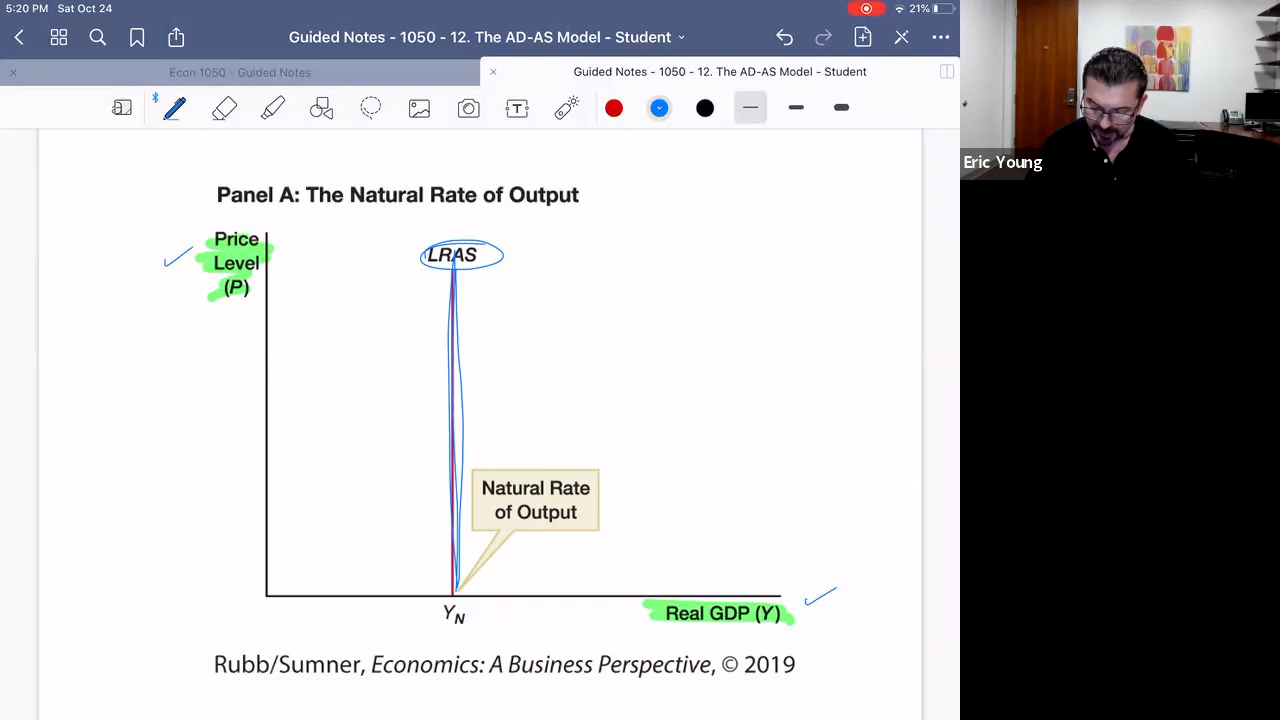 5:20 PM Sat Oct 24
21%
Guided Notes - 1050 - 12. The AD-AS Model - Student
Econ 1050 - Guided Notes
Guided Notes - 1050 - 12. The AD-AS Model - Student
T
Eric Young
Panel A: The Natural Rate of Output
Price
Level
(P)
LRAS
Natural Rate
of Output
YN
Real GDP (Y)
Rubb/Sumner, Economics: A Business Perspective, © 2019